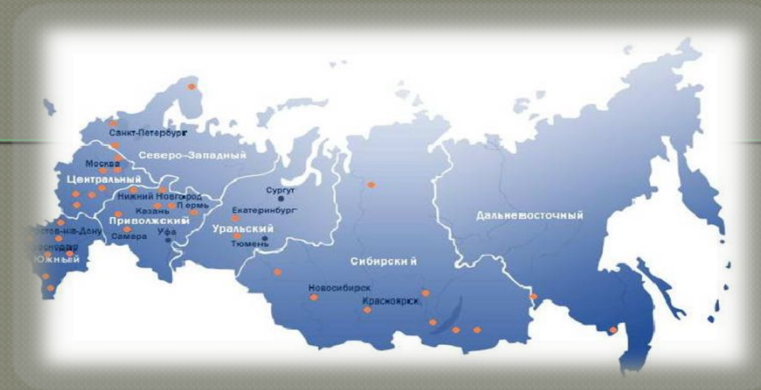 Санкт-Петербург
Северо-Западный
Москва
Центральный
Нижний Новгород
Сургут
Казань
Пермь
Екатеринбург
Приволжский
Уральский
Дальневосточный
Самара
Уфа
Тюмень
Южный
Сибирский
Новосибирск
Красноярск